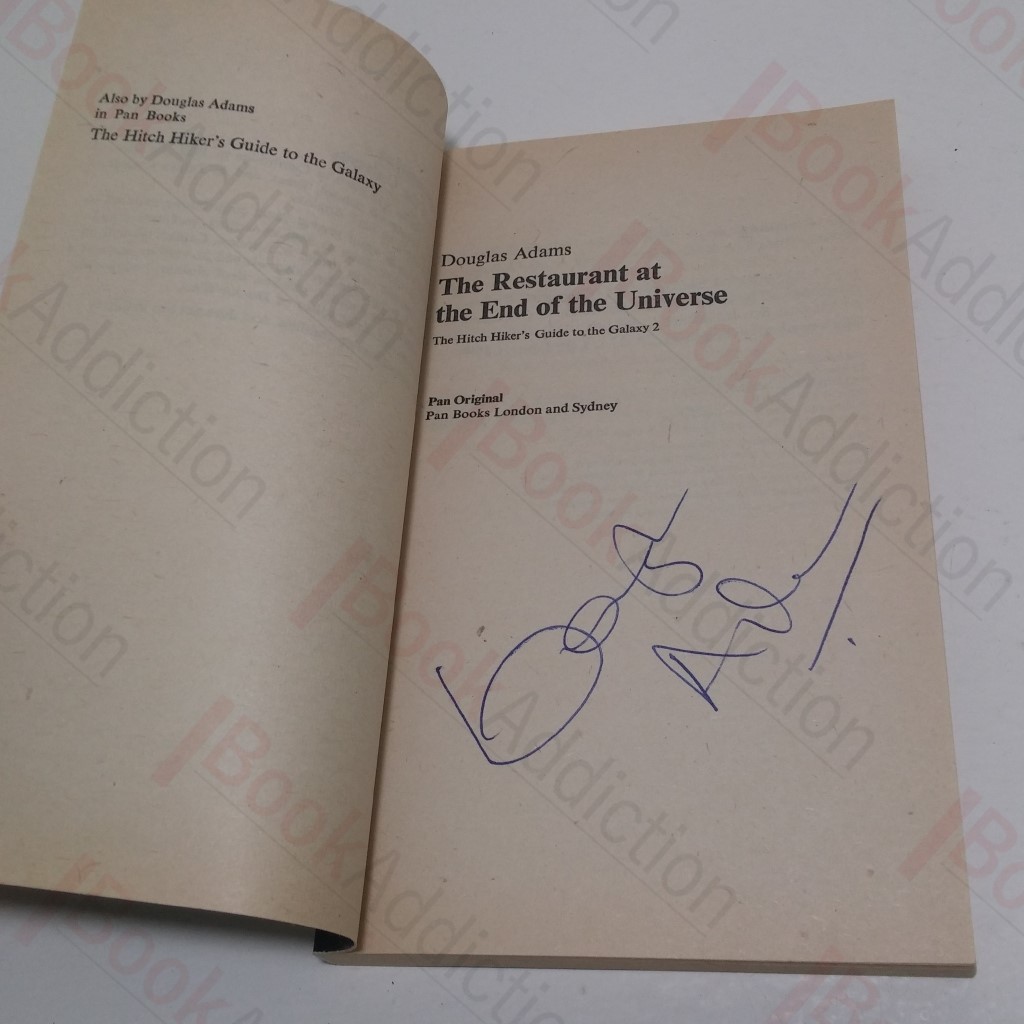 Also by Douglas Adams
in Pan Books
The Hitch Hiker's Guide to the Galaxy
Douglas Adams
The Restaurant at
the End of the Universe
The Hitch Hiker's Guide to the Galaxy 2
Pan Original
Pan Books London and Sydney
BookAddiction